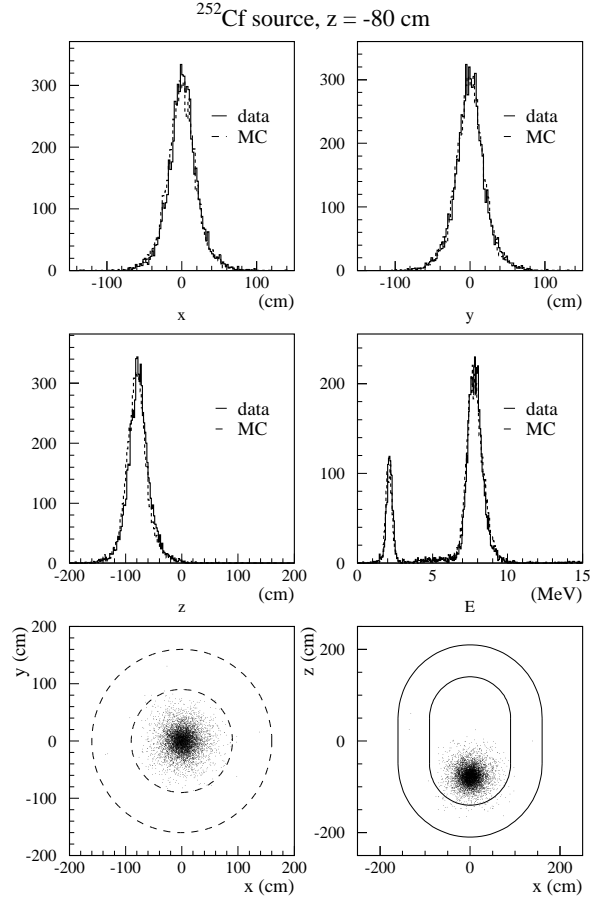 252Cf source, z = -80 cm
300
200
100
0
-100 0 100
(cm)
x
data
MC
300
200
100
0
-100 0 100
(cm)
y
data
MC
300
200
100
0
-200 -100 0 100 200
(cm)
z
data
MC
200
100
0
0 5 10 15
(MeV)
E
data
MC
y (cm)
200
100
0
-100
-200
-200 -100 0 100 200
x (cm)
z (cm)
200
0
-200
-200 0 200
x (cm)